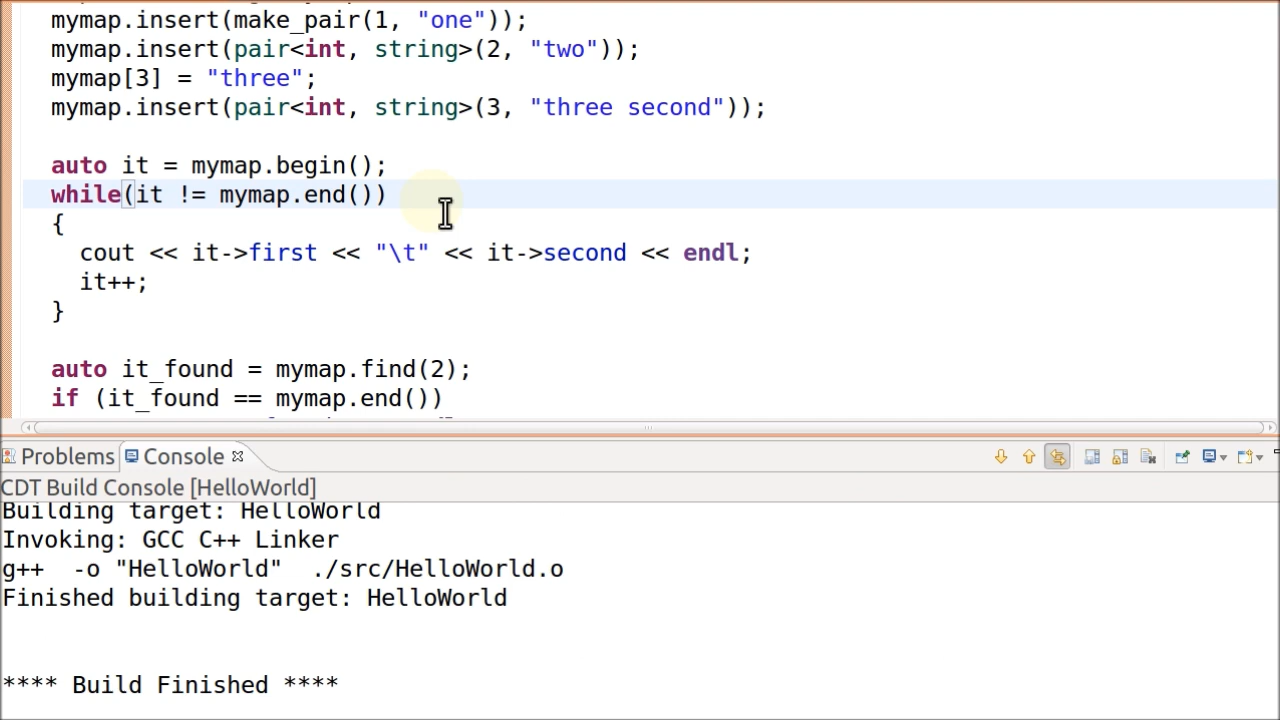 mymap.insert(make_pair(1, "one"));
mymap.insert(pair<int, string>(2, "two"));
mymap[3] = "three";
mymap.insert(pair<int, string>(3, "three second"));
auto it = mymap.begin();
while(it != mymap.end())
{
cout << it->first << "\t" << it->second << endl;
it++;
}
auto it_found = mymap.find(2);
if (it_found == mymap.end())
Problems Console
CDT Build Console [HelloWorld]
Building target: HelloWorld
Invoking: GCC C++ Linker
g++ -o "HelloWorld" ./src/HelloWorld.o
Finished building target: HelloWorld
**** Build Finished ****